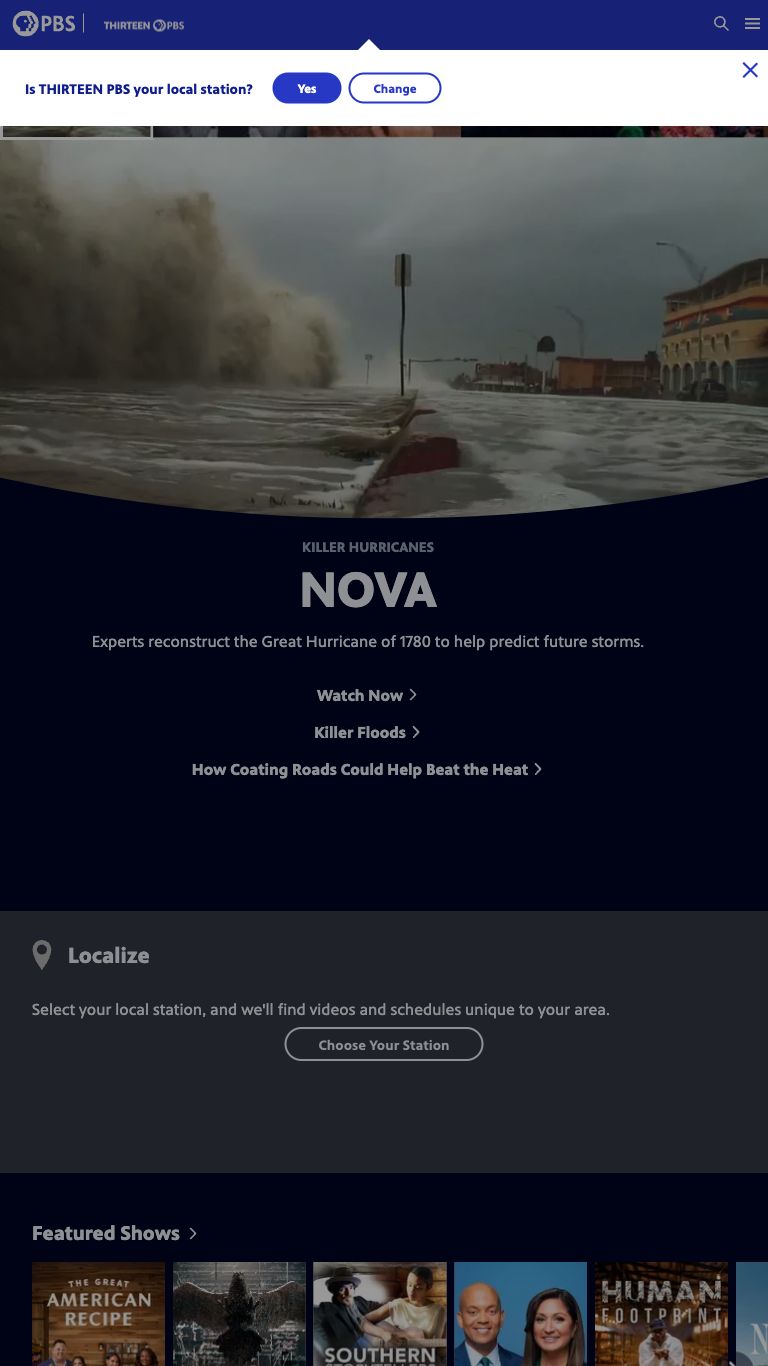 PBS
THIRTEEN PBS
Is THIRTEEN PBS your local station?
Yes
Change
KILLER HURRICANES
NOVA
Experts reconstruct the Great Hurricane of 1780 to help predict future storms.
Watch Now
Killer Floods
How Coating Roads Could Help Beat the Heat
Localize
Select your local station, and we'll find videos and schedules unique to your area.
Choose Your Station
Featured Shows
THE GREAT
AMERICAN
RECIPE
SOUTHERN
HUMAN
FOOTPRINT